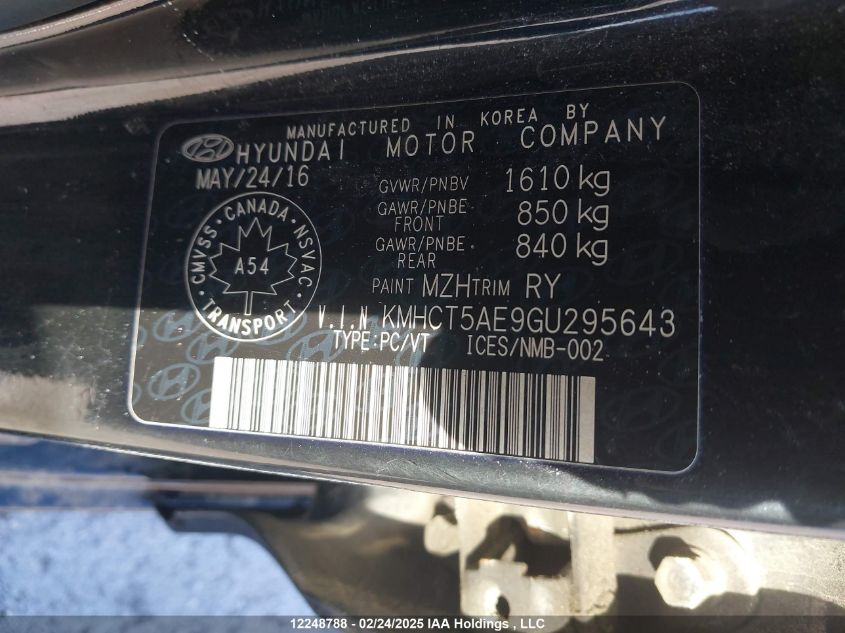 MANUFACTURED IN KOREA BY
HYUNDAI MOTOR COMPANY
MAY/24/16
GVWR/PNBV 1610 kg
GAWR/PNBE FRONT 850 kg
GAWR/PNBE REAR 840 kg
CANADA
CMVSS · NSVAC
A54
TRANSPORT
PAINT MZH TRIM RY
V.I.N KMHCT5AE9GU295643
TYPE:PC/VT ICES/NMB-002
12248788 - 02/24/2025 IAA Holdings , LLC